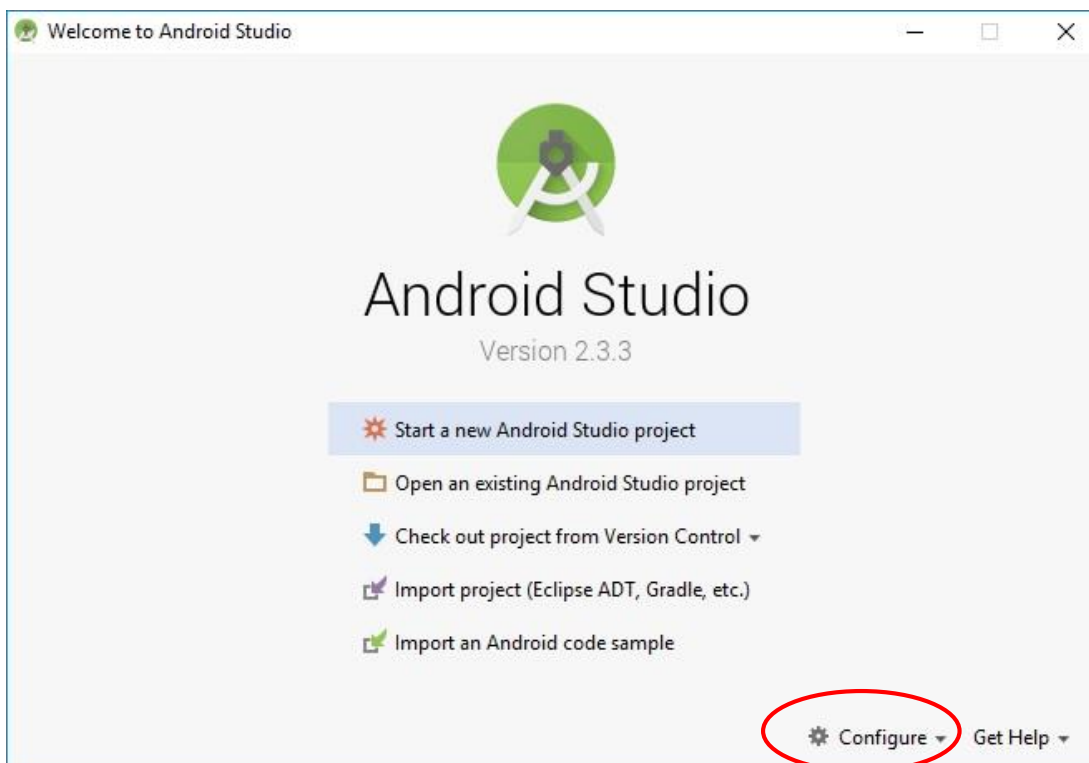 Welcome to Android Studio
Android Studio
Version 2.3.3
Start a new Android Studio project
Open an existing Android Studio project
Check out project from Version Control
Import project (Eclipse ADT, Gradle, etc.)
Import an Android code sample
Configure Get Help